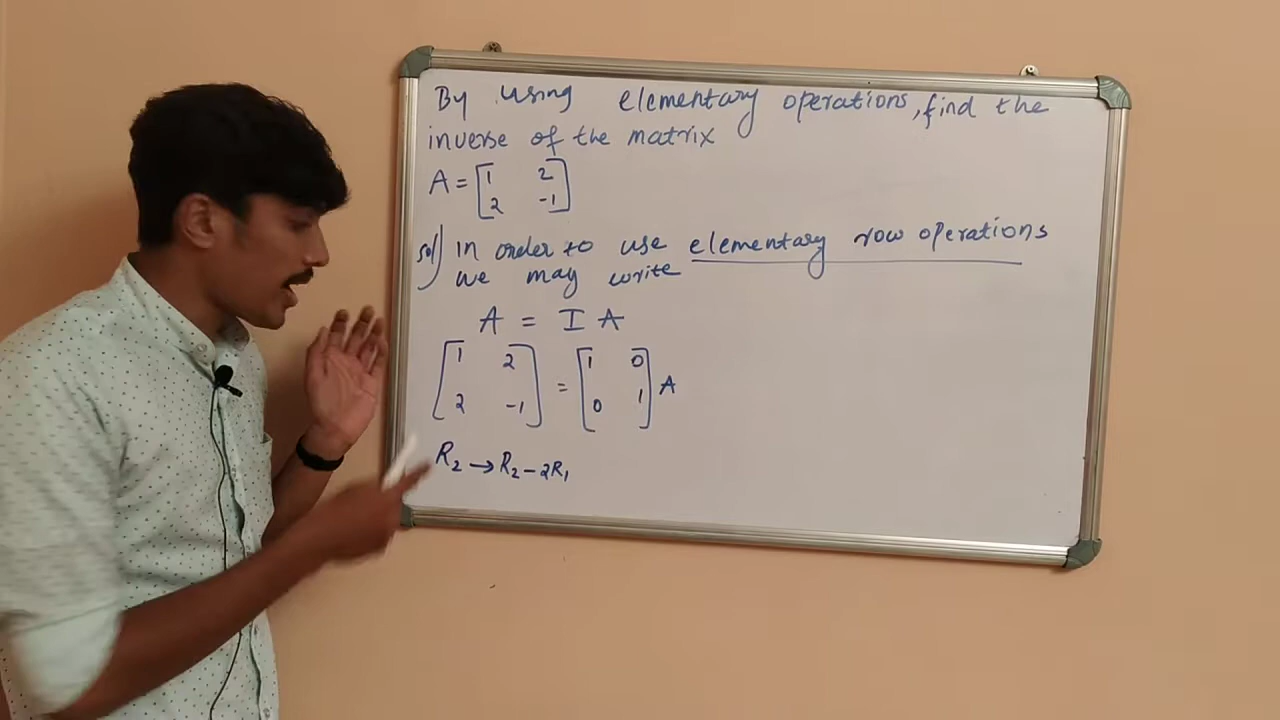 By using elementary operations, find the
inverse of the matrix
A = [1 2
2 -1]
sol) in order to use elementary row operations
we may write
A = I A
[1 2
2 -1] = [1 0
0 1] A
R₂ → R₂ - 2R₁